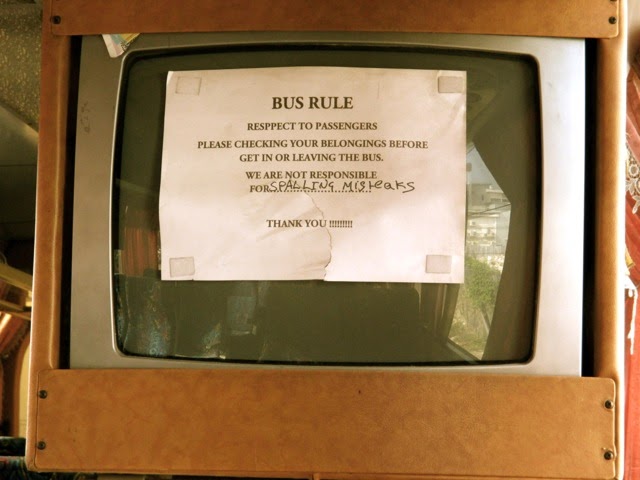 BUS RULE
RESPPECT TO PASSENGERS
PLEASE CHECKING YOUR BELONGINGS BEFORE
GET IN OR LEAVING THE BUS.
WE ARE NOT RESPONSIBLE
FOR SPALLING MISteaks
THANK YOU !!!!!!!!!